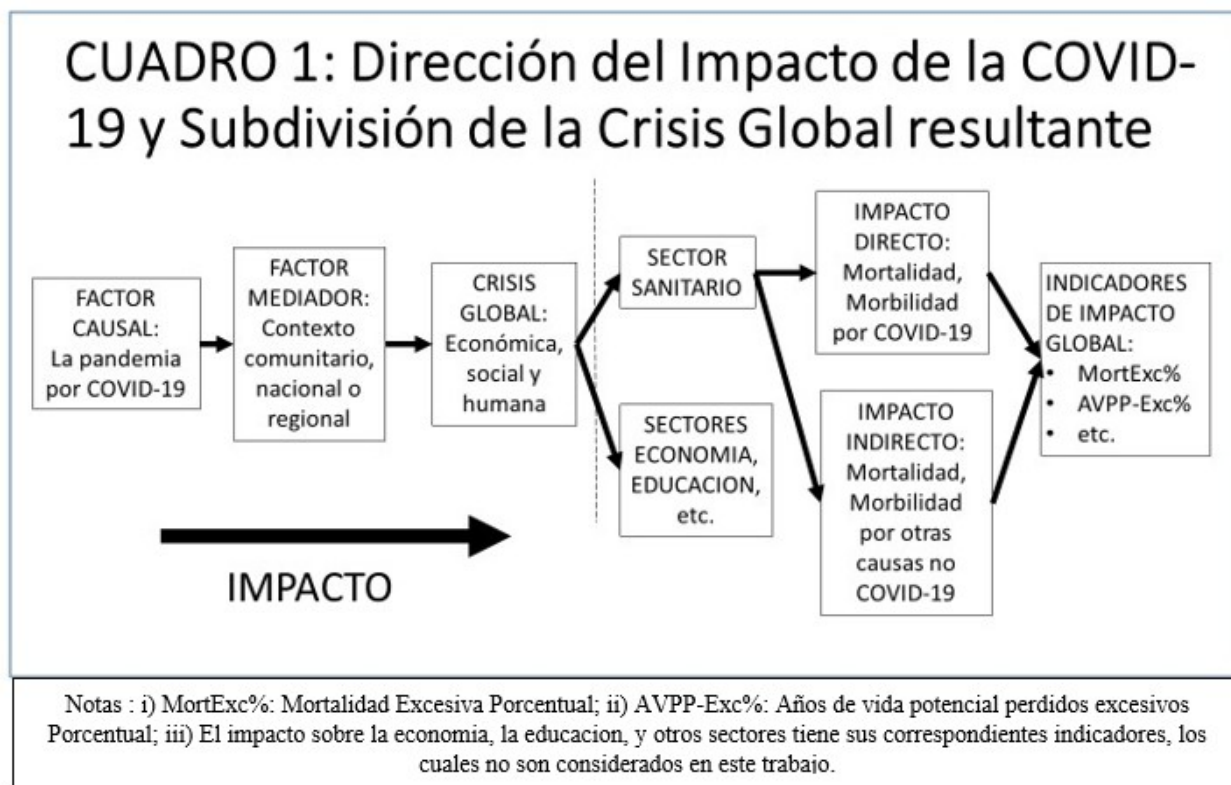 CUADRO 1: Dirección del Impacto de la COVID-
19 y Subdivisión de la Crisis Global resultante
FACTOR
CAUSAL:
La pandemia
por COVID-19
FACTOR
MEDIADOR:
Contexto
comunitario,
nacional o
regional
CRISIS
GLOBAL:
Económica,
social y
humana
SECTOR
SANITARIO
SECTORES
ECONOMIA,
EDUCACION,
etc.
IMPACTO
DIRECTO:
Mortalidad,
Morbilidad
por COVID-19
IMPACTO
INDIRECTO:
Mortalidad,
Morbilidad
por otras
causas no
COVID-19
INDICADORES
DE IMPACTO
GLOBAL:
• MortExc%
• AVPP-Exc%
• etc.
IMPACTO
Notas : i) MortExc%: Mortalidad Excesiva Porcentual; ii) AVPP-Exc%: Años de vida potencial perdidos excesivos
Porcentual; iii) El impacto sobre la economia, la educacion, y otros sectores tiene sus correspondientes indicadores, los
cuales no son considerados en este trabajo.